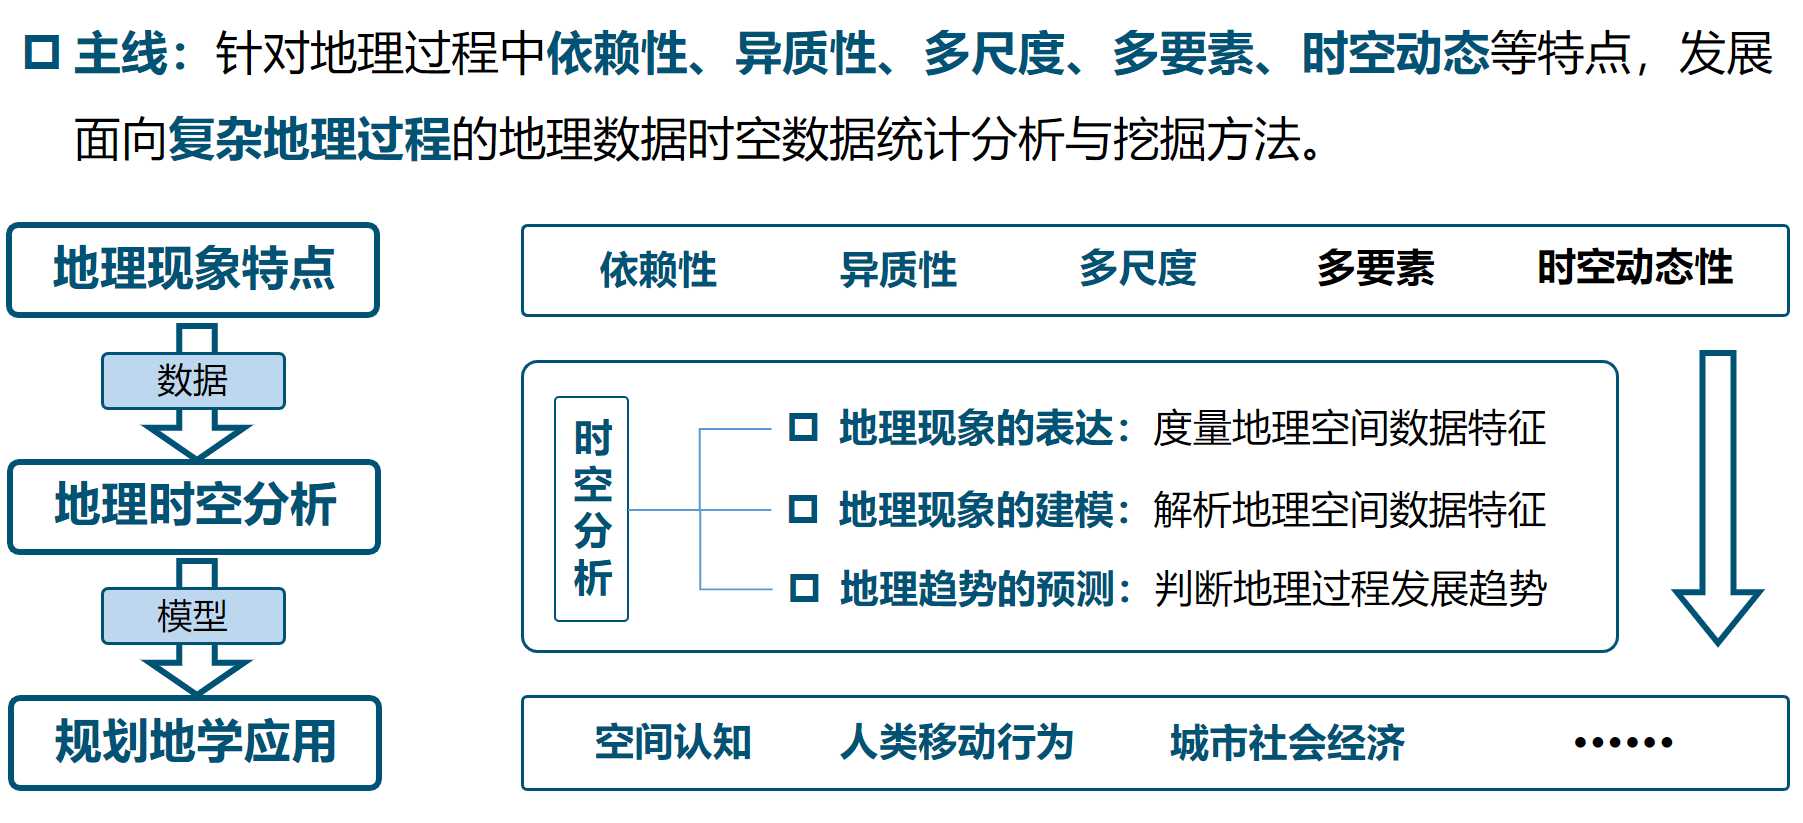 主线：针对地理过程中依赖性、异质性、多尺度、多要素、时空动态等特点，发展
面向复杂地理过程的地理数据时空数据统计分析与挖掘方法。
地理现象特点
依赖性 异质性 多尺度 多要素 时空动态性
数据
地理时空分析
时空分析
地理现象的表达：度量地理空间数据特征
地理现象的建模：解析地理空间数据特征
地理趋势的预测：判断地理过程发展趋势
模型
规划地学应用
空间认知 人类移动行为 城市社会经济 ······